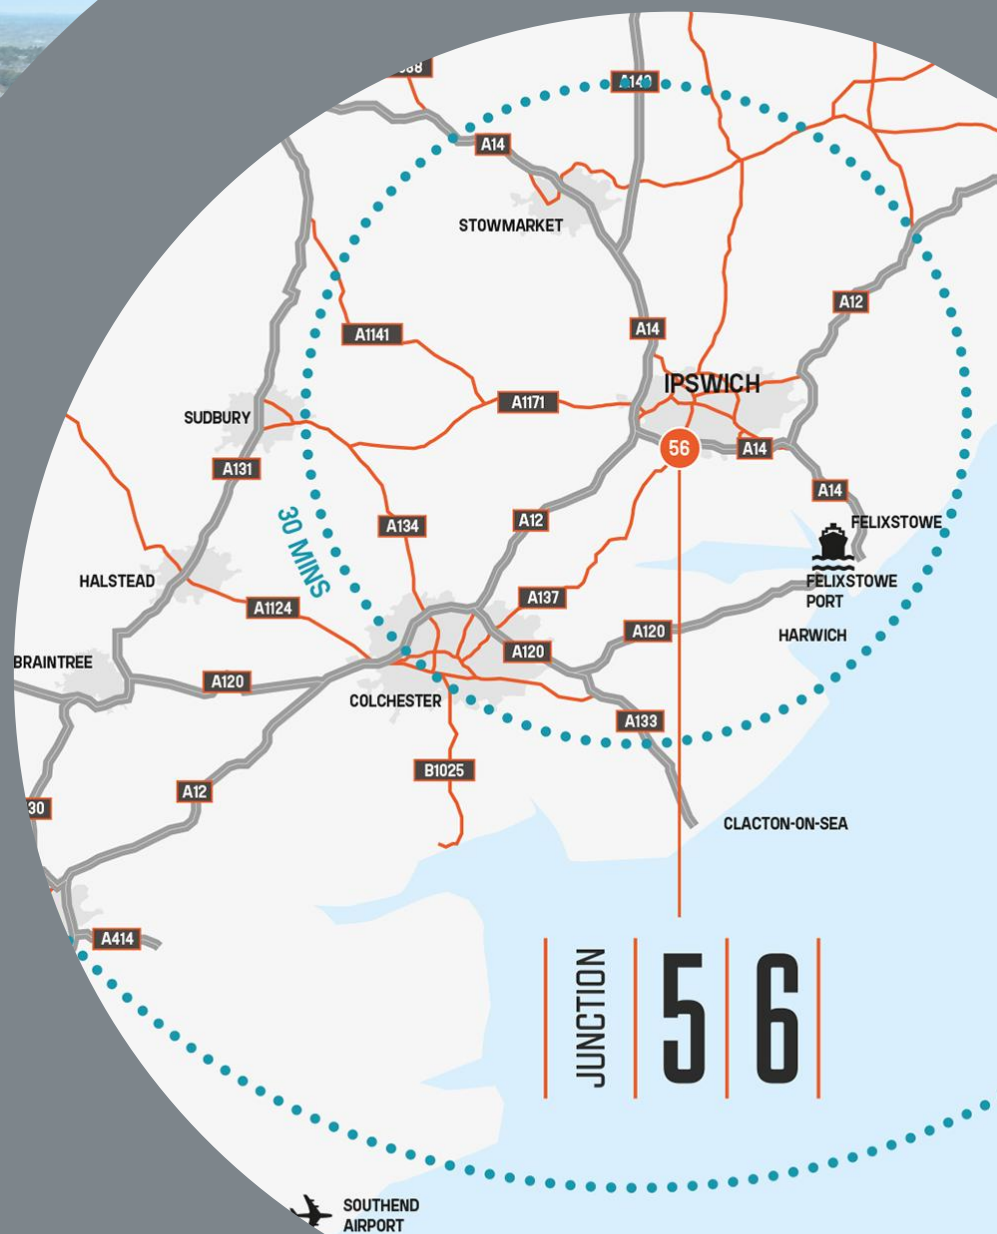 A14
STOWMARKET
A14
A12
A1141
IPSWICH
A1171
SUDBURY
56
A14
A131
A14
30 MINS
A134
A12
FELIXSTOWE
HALSTEAD
FELIXSTOWE
PORT
A137
A1124
A120
HARWICH
A120
BRAINTREE
A120
COLCHESTER
A133
B1025
A12
30
CLACTON-ON-SEA
A414
JUNCTION
56
SOUTHEND
AIRPORT